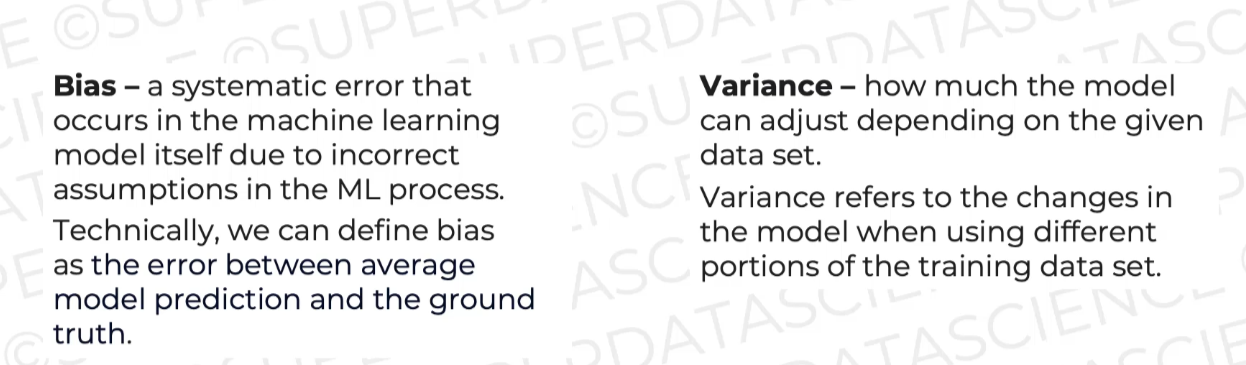 Bias – a systematic error that
occurs in the machine learning
model itself due to incorrect
assumptions in the ML process.
Technically, we can define bias
as the error between average
model prediction and the ground
truth.
Variance – how much the model
can adjust depending on the given
data set.
Variance refers to the changes in
the model when using different
portions of the training data set.